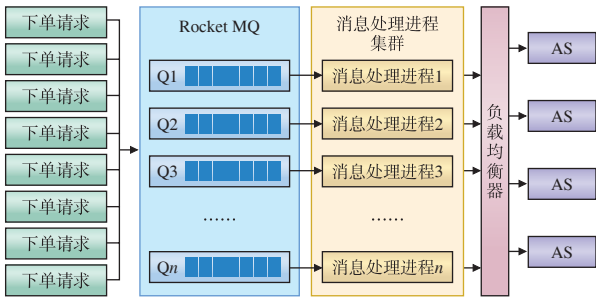 下单请求
下单请求
下单请求
下单请求
下单请求
下单请求
下单请求
下单请求
Rocket MQ
Q1
Q2
Q3
……
Qn
消息处理进程
集群
消息处理进程1
消息处理进程2
消息处理进程3
……
消息处理进程n
负载均衡器
AS
AS
AS
AS